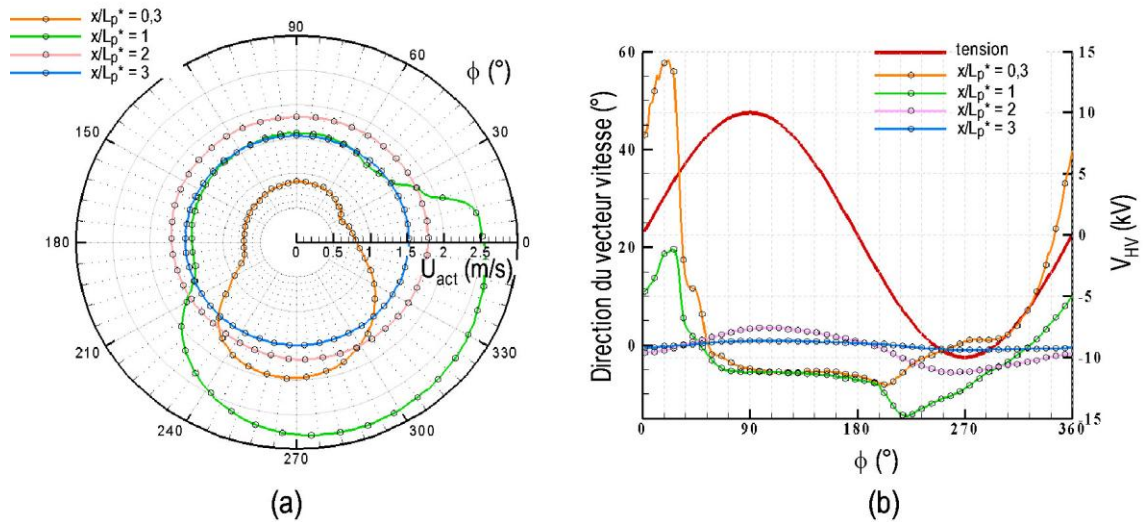 x/Lp* = 0,3
x/Lp* = 1
x/Lp* = 2
x/Lp* = 3
90
60
ϕ (°)
150
30
180
0 0.5 1 1.5 2 2.5
0
Uact (m/s)
210
330
240
300
270
(a)
60
15
tension
x/Lp* = 0,3
x/Lp* = 1
x/Lp* = 2
x/Lp* = 3
10
40
5
20
0
-5
0
-10
15
0
90
180
270
360
Direction du vecteur vitesse (°)
VHV (kV)
ϕ (°)
(b)